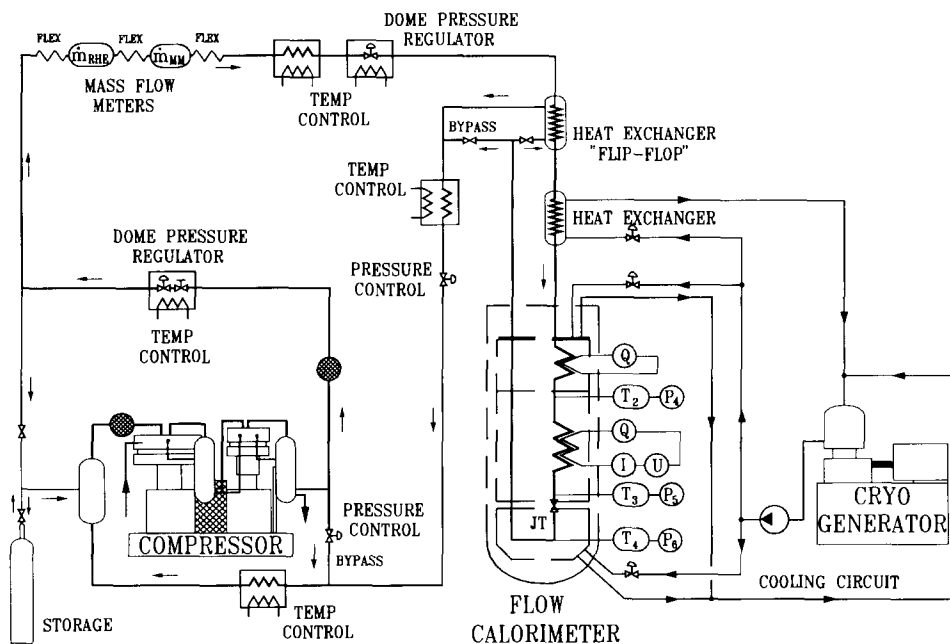 DOME PRESSURE
REGULATOR
FLEX
FLEX
FLEX
ṁRHE
ṁMM
MASS FLOW
METERS
TEMP
CONTROL
BYPASS
HEAT EXCHANGER
"FLIP-FLOP"
TEMP
CONTROL
HEAT EXCHANGER
DOME PRESSURE
REGULATOR
PRESSURE
CONTROL
TEMP
CONTROL
Q
T2
P4
Q
I
U
T3
P5
JT
T4
P6
CRYO
GENERATOR
PRESSURE
CONTROL
COMPRESSOR
BYPASS
COOLING CIRCUIT
FLOW
CALORIMETER
TEMP
CONTROL
STORAGE